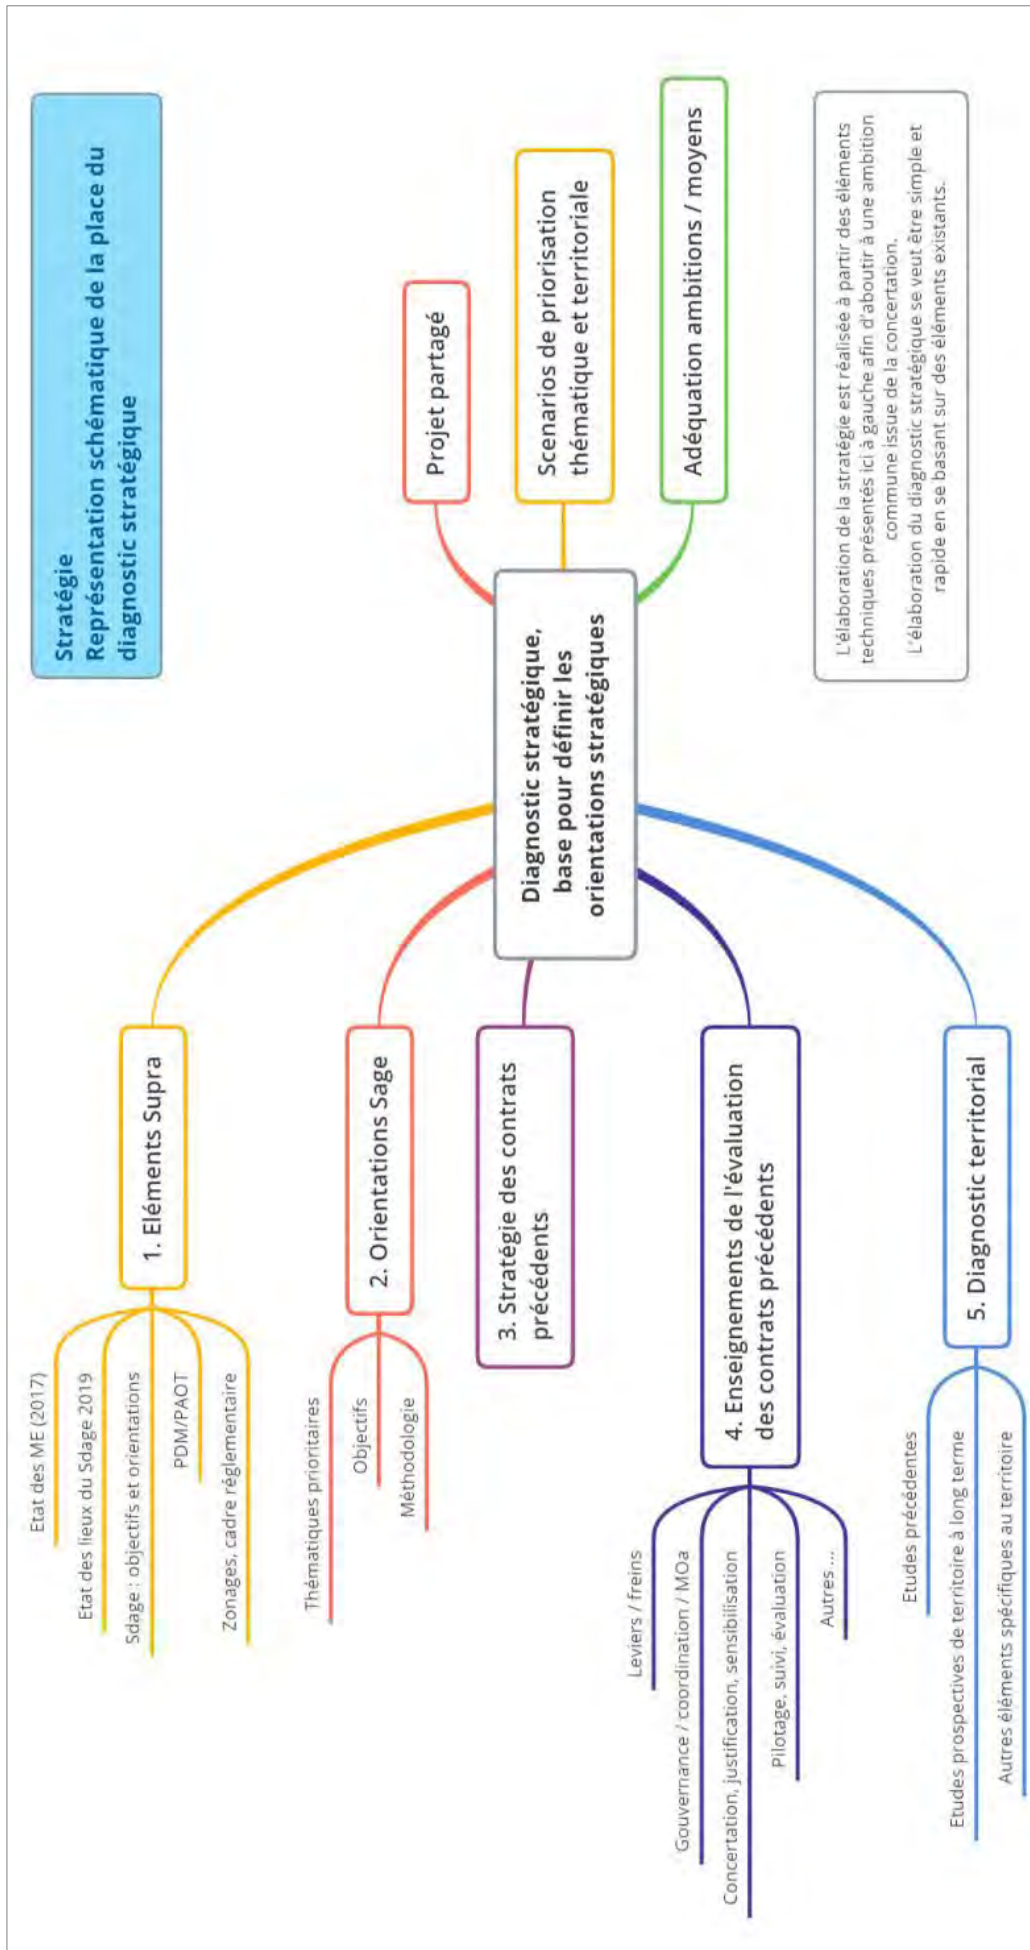 Stratégie
Représentation schématique de la place du
diagnostic stratégique
Etat des ME (2017)
Etat des lieux du Sdage 2019
Sdage : objectifs et orientations
PDM/PAOT
Zonages, cadre réglementaire
1. Eléments Supra
Thématiques prioritaires
Objectifs
Méthodologie
2. Orientations Sage
3. Stratégie des contrats
précédents
Leviers / freins
Gouvernance / coordination / MOa
Concertation, justification, sensibilisation
Pilotage, suivi, évaluation
Autres ...
4. Enseignements de l'évaluation
des contrats précédents
Etudes précédentes
Etudes prospectives de territoire à long terme
Autres éléments spécifiques au territoire
5. Diagnostic territorial
Diagnostic stratégique,
base pour définir les
orientations stratégiques
Projet partagé
Scenarios de priorisation
thématique et territoriale
Adéquation ambitions / moyens
L'élaboration de la stratégie est réalisée à partir des éléments
techniques présentés ici à gauche afin d'aboutir à une ambition
commune issue de la concertation.
L'élaboration du diagnostic stratégique se veut être simple et
rapide en se basant sur des éléments existants.